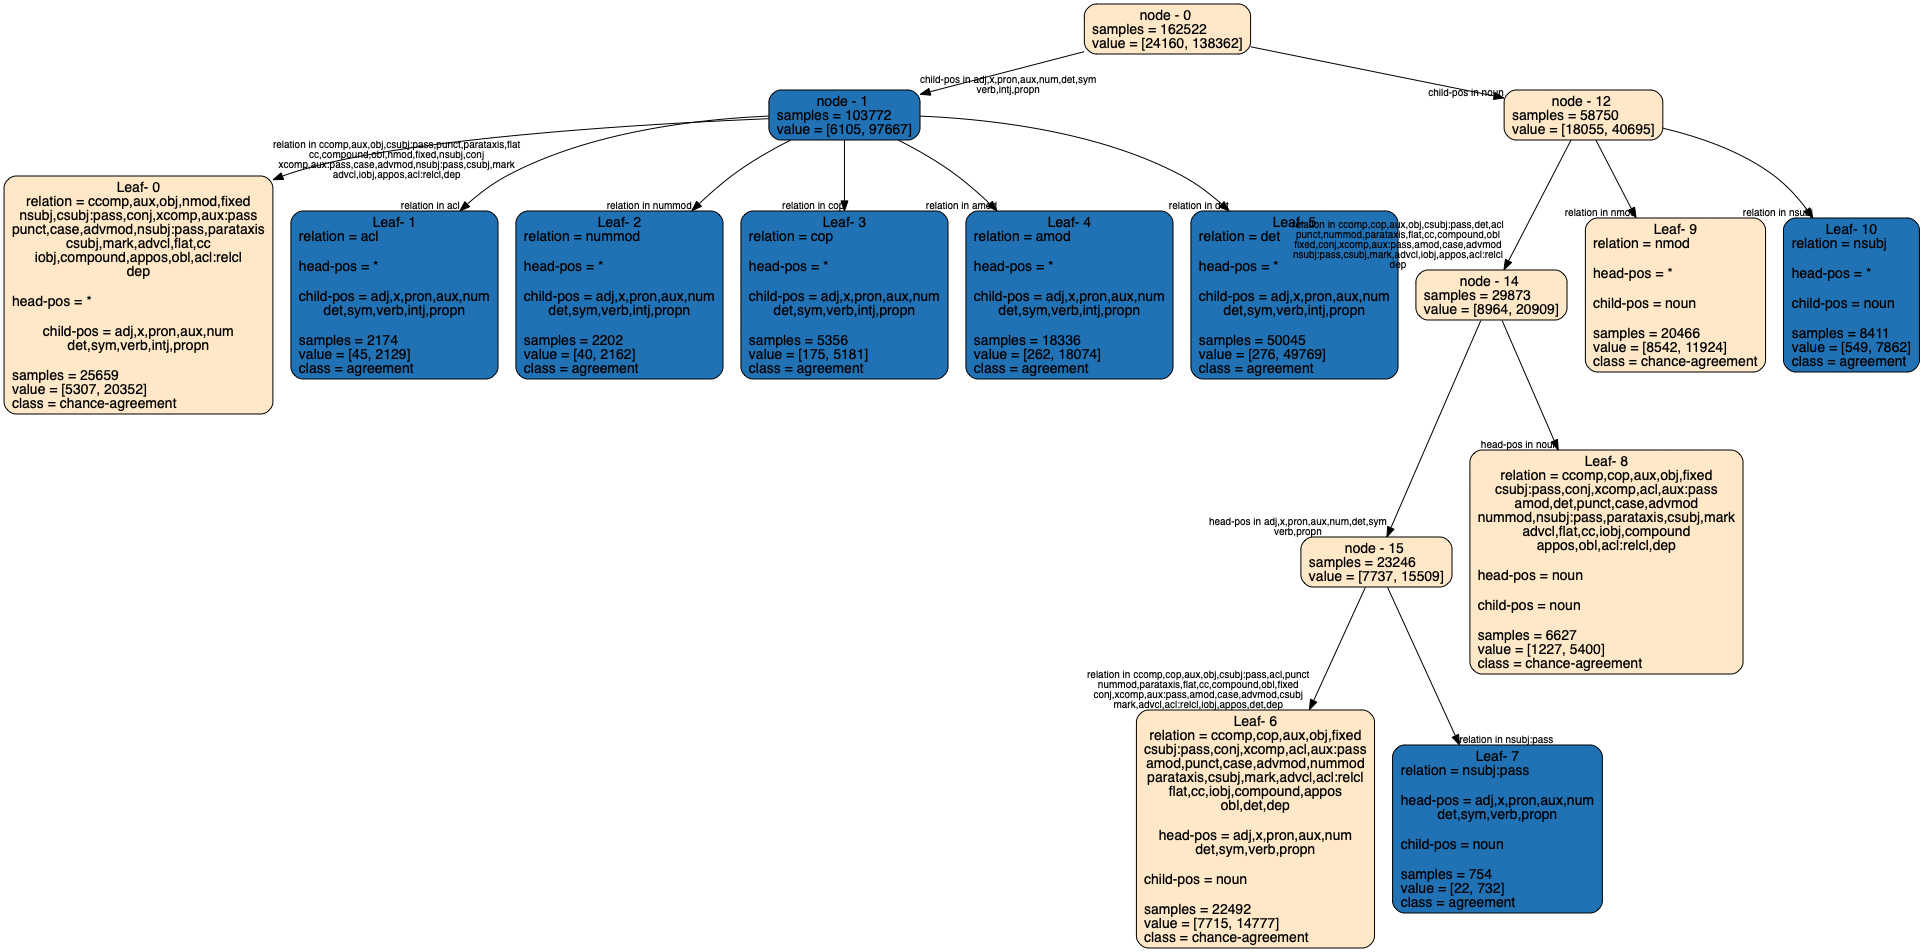 node - 0
samples = 162522
value = [24160, 138362]
child-pos in adj,x,pron,aux,num,det,sym
verb,intj,propn
child-pos in noun
node - 1
samples = 103772
value = [6105, 97667]
node - 12
samples = 58750
value = [18055, 40695]
relation in ccomp,aux,obj,csubj:pass,punct,parataxis,flat
cc,compound,obl,nmod,fixed,nsubj,conj
xcomp,aux:pass,case,advmod,nsubj:pass,csubj,mark
advcl,iobj,appos,acl:relcl,dep
relation in acl
relation in nummod
relation in cop
relation in amod
relation in det
relation in ccomp,cop,aux,obj,csubj:pass,det,acl
punct,nummod,parataxis,flat,cc,compound,obl
fixed,conj,xcomp,aux:pass,amod,case,advmod
nsubj:pass,csubj,mark,advcl,iobj,appos,acl:relcl
dep
relation in nmod
relation in nsubj
Leaf- 0
relation = ccomp,aux,obj,nmod,fixed
nsubj,csubj:pass,conj,xcomp,aux:pass
punct,case,advmod,nsubj:pass,parataxis
csubj,mark,advcl,flat,cc
iobj,compound,appos,obl,acl:relcl
dep
head-pos = *
child-pos = adj,x,pron,aux,num
det,sym,verb,intj,propn
samples = 25659
value = [5307, 20352]
class = chance-agreement
Leaf- 1
relation = acl
head-pos = *
child-pos = adj,x,pron,aux,num
det,sym,verb,intj,propn
samples = 2174
value = [45, 2129]
class = agreement
Leaf- 2
relation = nummod
head-pos = *
child-pos = adj,x,pron,aux,num
det,sym,verb,intj,propn
samples = 2202
value = [40, 2162]
class = agreement
Leaf- 3
relation = cop
head-pos = *
child-pos = adj,x,pron,aux,num
det,sym,verb,intj,propn
samples = 5356
value = [175, 5181]
class = agreement
Leaf- 4
relation = amod
head-pos = *
child-pos = adj,x,pron,aux,num
det,sym,verb,intj,propn
samples = 18336
value = [262, 18074]
class = agreement
Leaf- 5
relation = det
head-pos = *
child-pos = adj,x,pron,aux,num
det,sym,verb,intj,propn
samples = 50045
value = [276, 49769]
class = agreement
node - 14
samples = 29873
value = [8964, 20909]
Leaf- 9
relation = nmod
head-pos = *
child-pos = noun
samples = 20466
value = [8542, 11924]
class = chance-agreement
Leaf- 10
relation = nsubj
head-pos = *
child-pos = noun
samples = 8411
value = [549, 7862]
class = agreement
head-pos in adj,x,pron,aux,num,det,sym
verb,propn
head-pos in noun
node - 15
samples = 23246
value = [7737, 15509]
Leaf- 8
relation = ccomp,cop,aux,obj,fixed
csubj:pass,conj,xcomp,acl,aux:pass
amod,det,punct,case,advmod
nummod,nsubj:pass,parataxis,csubj,mark
advcl,flat,cc,iobj,compound
appos,obl,acl:relcl,dep
head-pos = noun
child-pos = noun
samples = 6627
value = [1227, 5400]
class = chance-agreement
relation in ccomp,cop,aux,obj,csubj:pass,acl,punct
nummod,parataxis,flat,cc,compound,obl,fixed
conj,xcomp,aux:pass,amod,case,advmod,csubj
mark,advcl,acl:relcl,iobj,appos,det,dep
relation in nsubj:pass
Leaf- 6
relation = ccomp,cop,aux,obj,fixed
csubj:pass,conj,xcomp,acl,aux:pass
amod,punct,case,advmod,nummod
parataxis,csubj,mark,advcl,acl:relcl
flat,cc,iobj,compound,appos
obl,det,dep
head-pos = adj,x,pron,aux,num
det,sym,verb,propn
child-pos = noun
samples = 22492
value = [7715, 14777]
class = chance-agreement
Leaf- 7
relation = nsubj:pass
head-pos = adj,x,pron,aux,num
det,sym,verb,propn
child-pos = noun
samples = 754
value = [22, 732]
class = agreement